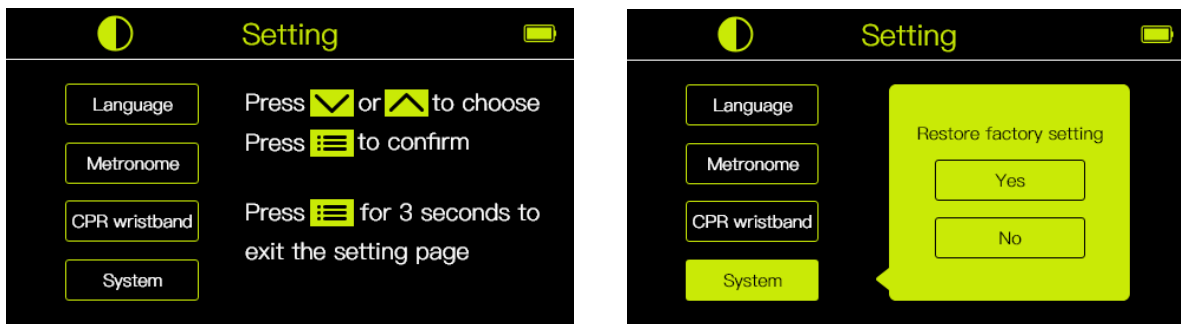 Setting
Language
Metronome
CPR wristband
System
Press or to choose
Press to confirm
Press for 3 seconds to
exit the setting page
Setting
Language
Metronome
CPR wristband
System
Restore factory setting
Yes
No